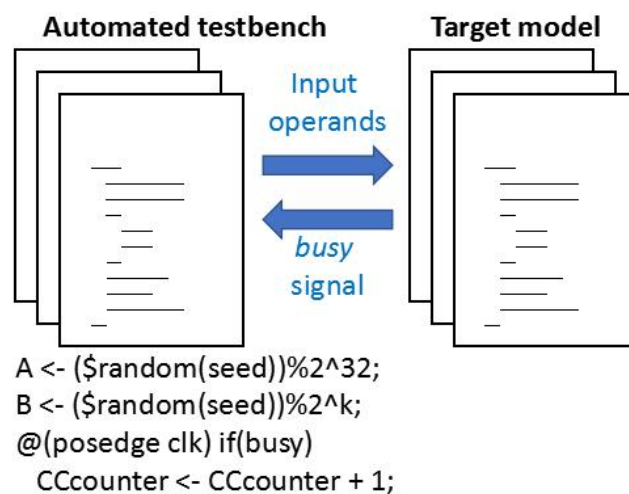 Automated testbench
Target model
Input
operands
busy
signal
A <- ($random(seed))%2^32;
B <- ($random(seed))%2^k;
@(posedge clk) if(busy)
CCcounter <- CCcounter + 1;